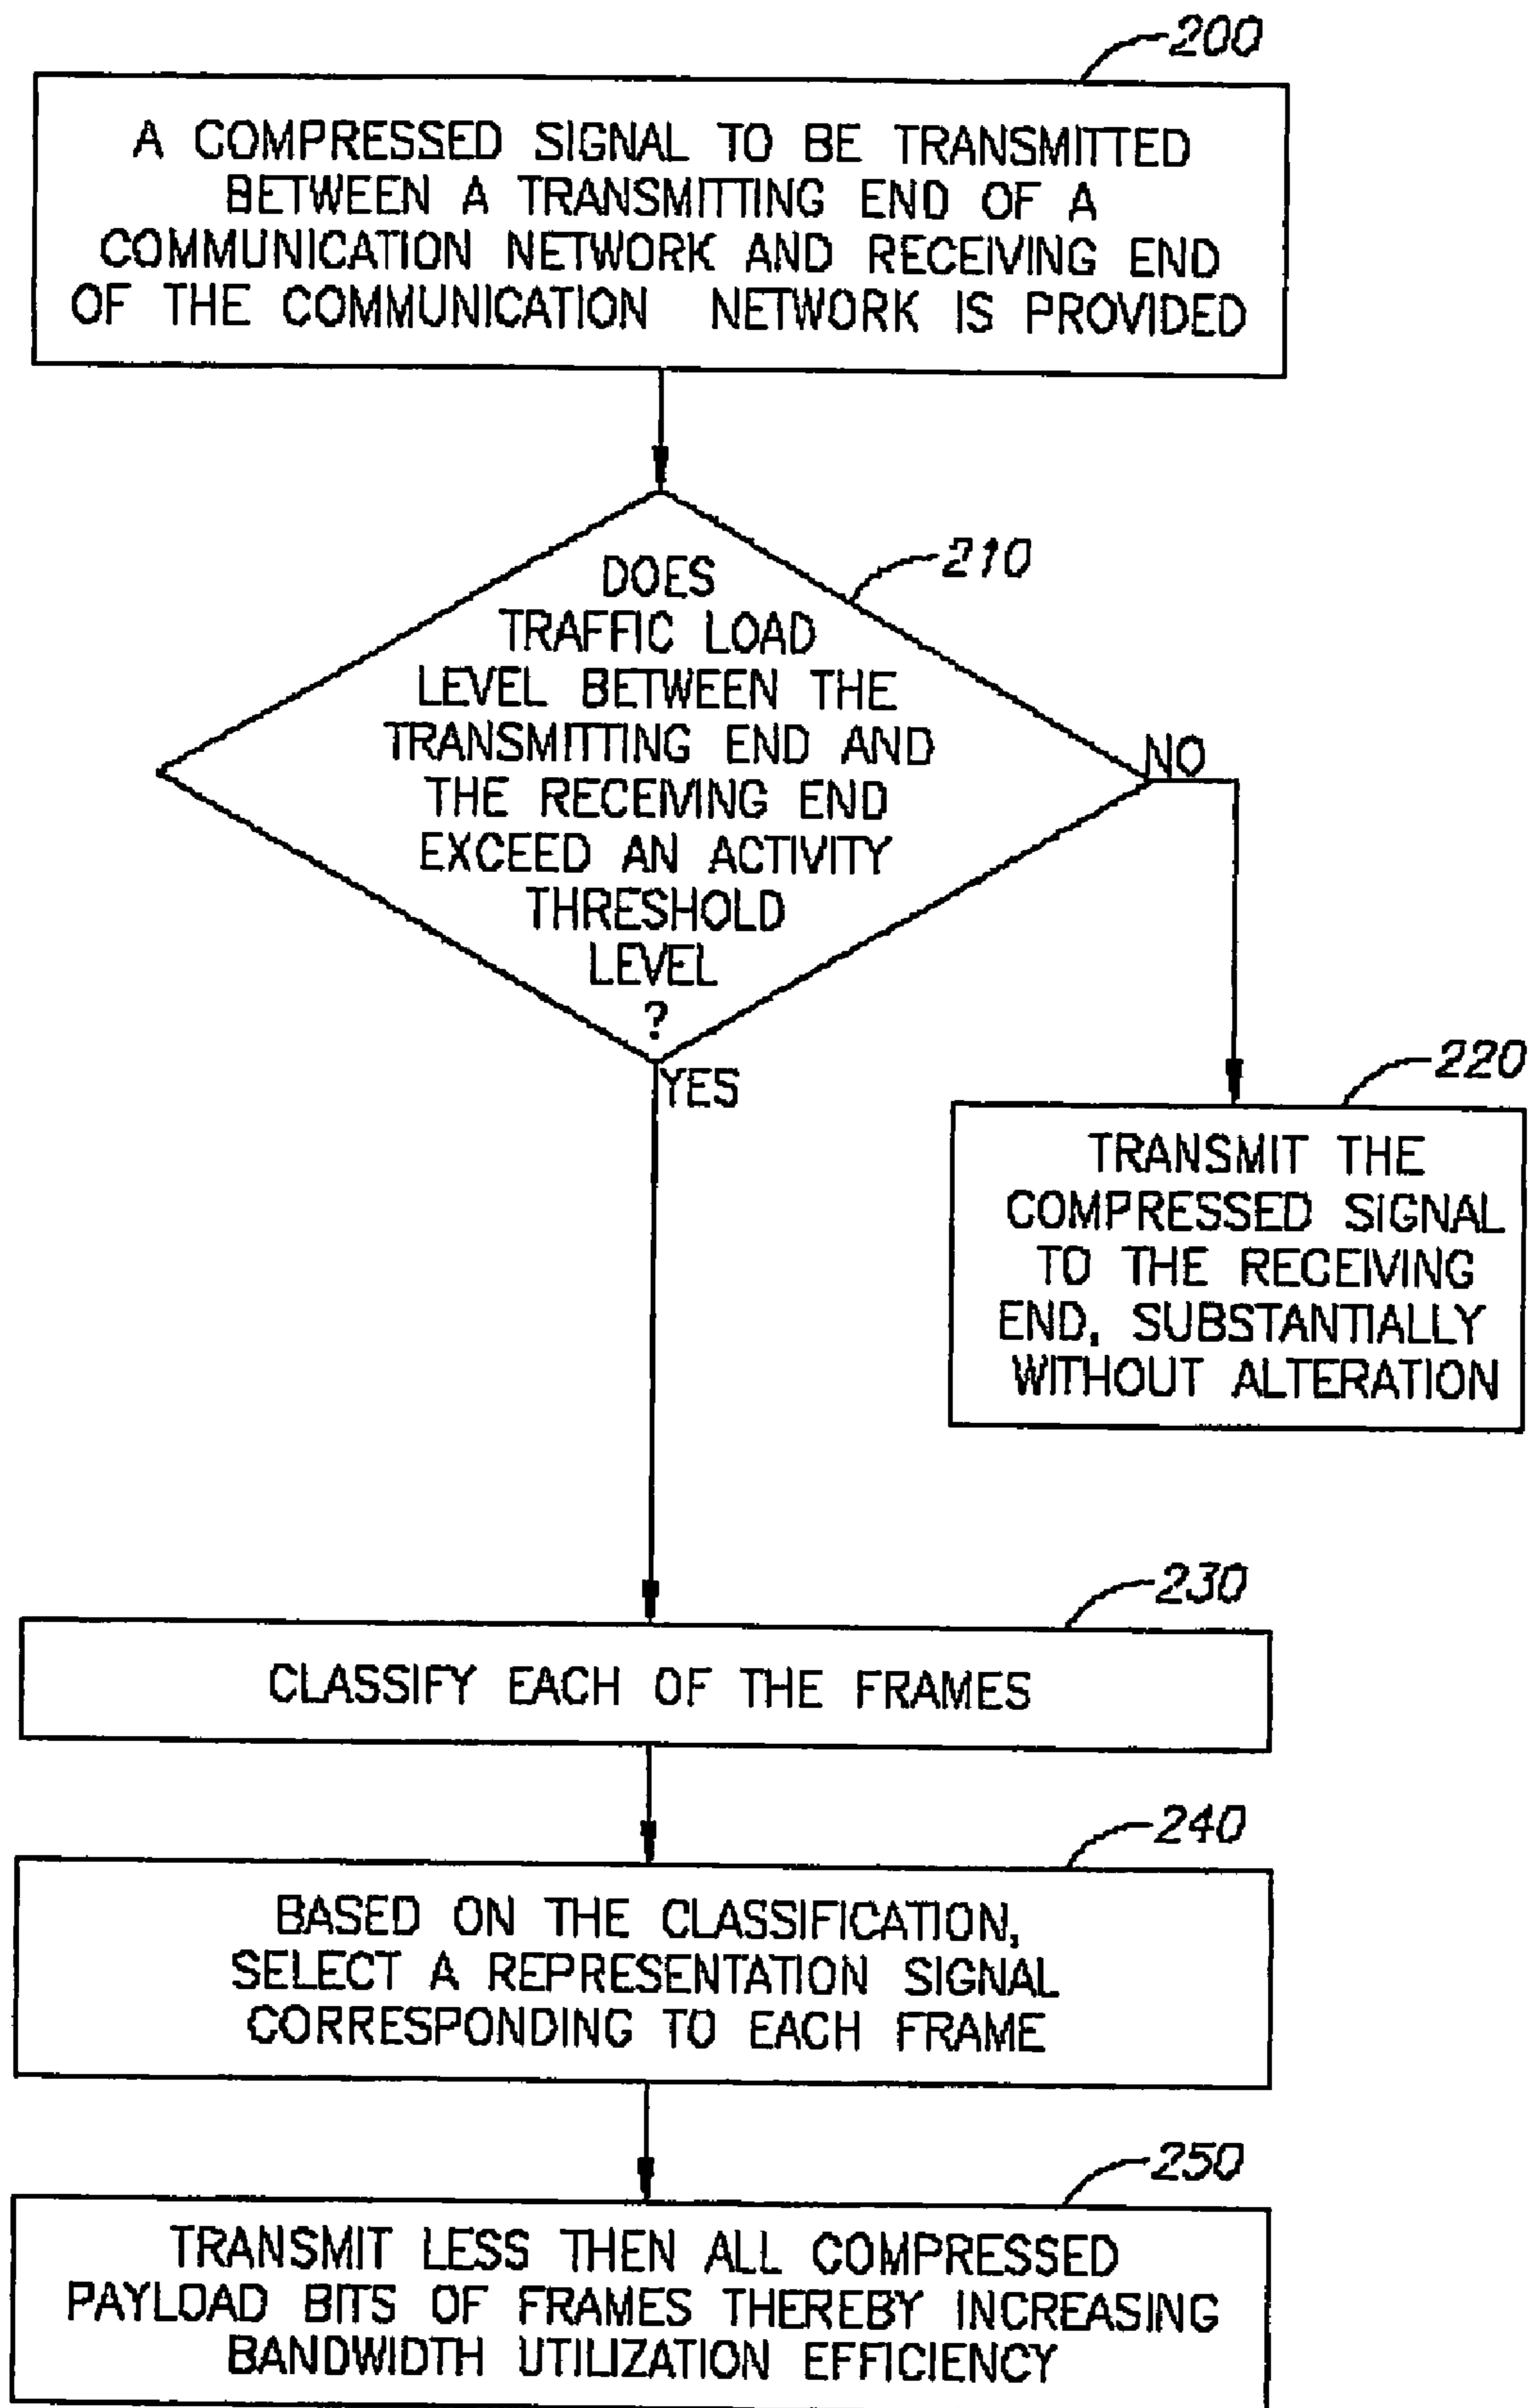 200
A COMPRESSED SIGNAL TO BE TRANSMITTED
BETWEEN A TRANSMITTING END OF A
COMMUNICATION NETWORK AND RECEIVING END
OF THE COMMUNICATION NETWORK IS PROVIDED
210
DOES
TRAFFIC LOAD
LEVEL BETWEEN THE
TRANSMITTING END AND
THE RECEIVING END
EXCEED AN ACTIVITY
THRESHOLD
LEVEL
?
NO
YES
220
TRANSMIT THE
COMPRESSED SIGNAL
TO THE RECEIVING
END, SUBSTANTIALLY
WITHOUT ALTERATION
230
CLASSIFY EACH OF THE FRAMES
240
BASED ON THE CLASSIFICATION,
SELECT A REPRESENTATION SIGNAL
CORRESPONDING TO EACH FRAME
250
TRANSMIT LESS THEN ALL COMPRESSED
PAYLOAD BITS OF FRAMES THEREBY INCREASING
BANDWIDTH UTILIZATION EFFICIENCY